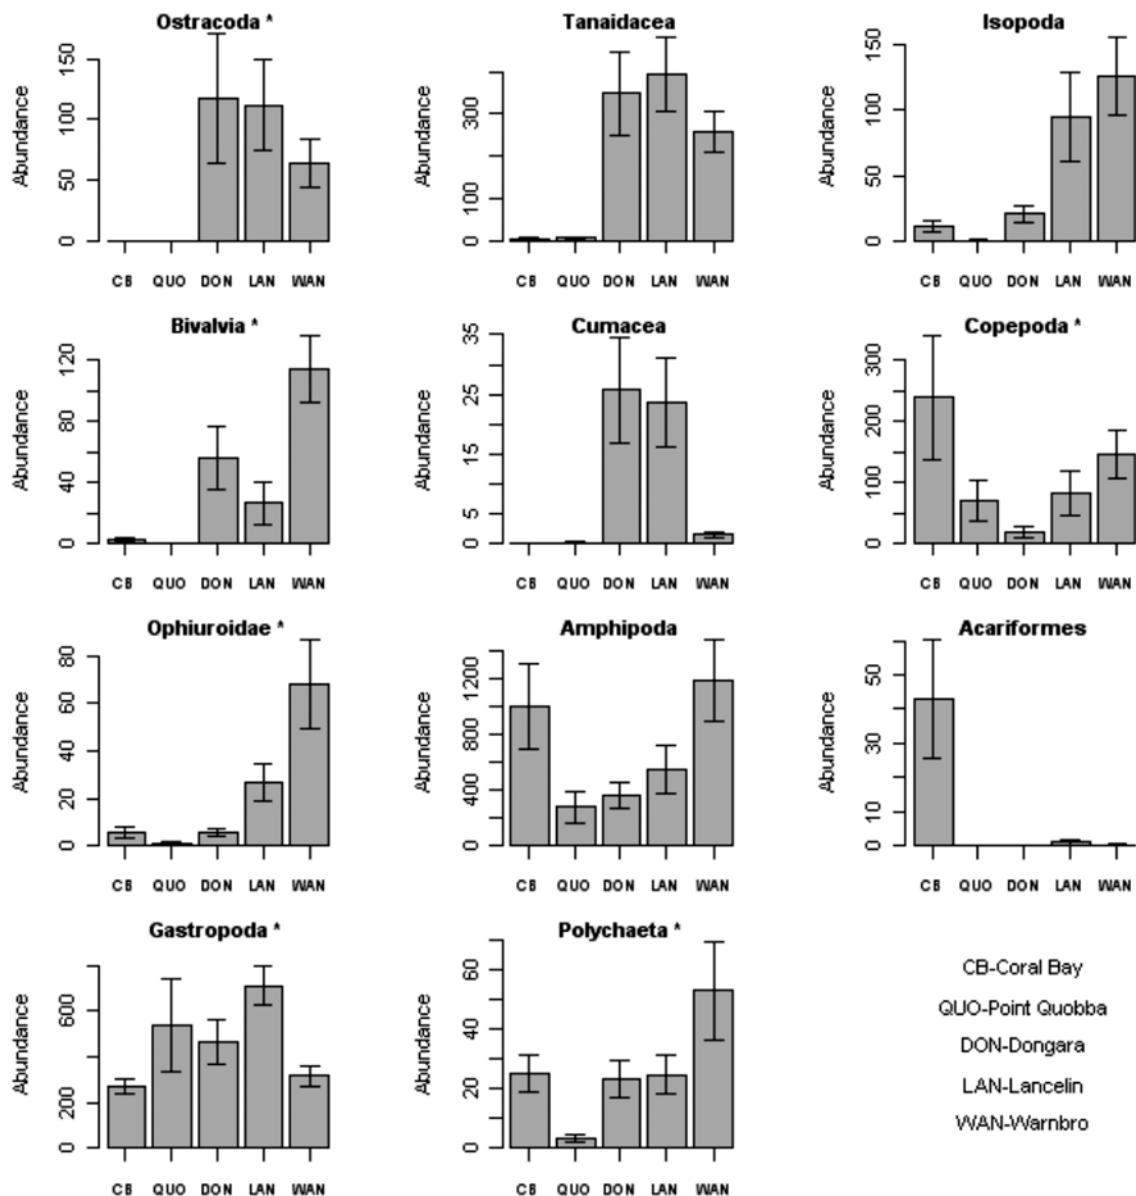 Ostracoda *
Abundance
150
100
50
0
CB QUO DON LAN WAN
Tanaidacea
Abundance
300
100
0
CB QUO DON LAN WAN
Isopoda
Abundance
150
100
50
0
CB QUO DON LAN WAN
Bivalvia *
Abundance
120
80
40
0
CB QUO DON LAN WAN
Cumacea
Abundance
35
25
15
5
0
CB QUO DON LAN WAN
Copepoda *
Abundance
300
200
100
0
CB QUO DON LAN WAN
Ophiuroidae *
Abundance
80
60
40
20
0
CB QUO DON LAN WAN
Amphipoda
Abundance
1200
800
400
0
CB QUO DON LAN WAN
Acariformes
Abundance
50
30
10
0
CB QUO DON LAN WAN
Gastropoda *
Abundance
600
200
0
CB QUO DON LAN WAN
Polychaeta *
Abundance
60
40
20
0
CB QUO DON LAN WAN
CB-Coral Bay
QUO-Point Quobba
DON-Dongara
LAN-Lancelin
WAN-Warnbro